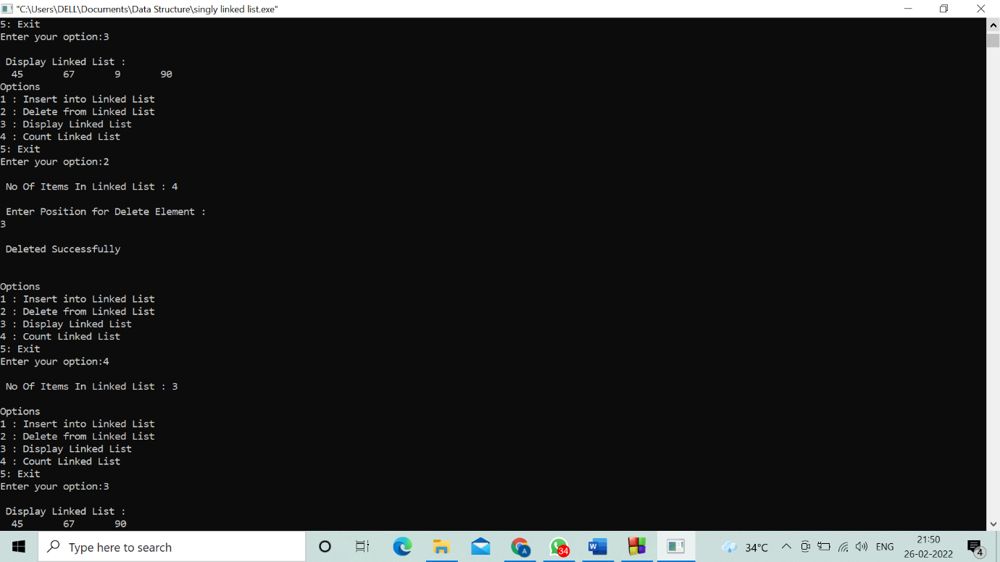 "C:\Users\DELL\Documents\Data Structure\singly linked list.exe"
5: Exit
Enter your option:3
Display Linked List :
45 67 9 90
Options
1 : Insert into Linked List
2 : Delete from Linked List
3 : Display Linked List
4 : Count Linked List
5: Exit
Enter your option:2
No Of Items In Linked List : 4
Enter Position for Delete Element :
3
Deleted Successfully
Options
1 : Insert into Linked List
2 : Delete from Linked List
3 : Display Linked List
4 : Count Linked List
5: Exit
Enter your option:4
No Of Items In Linked List : 3
Options
1 : Insert into Linked List
2 : Delete from Linked List
3 : Display Linked List
4 : Count Linked List
5: Exit
Enter your option:3
Display Linked List :
45 67 90
Type here to search
A
34
W
34°C
ENG
21:50
26-02-2022
4